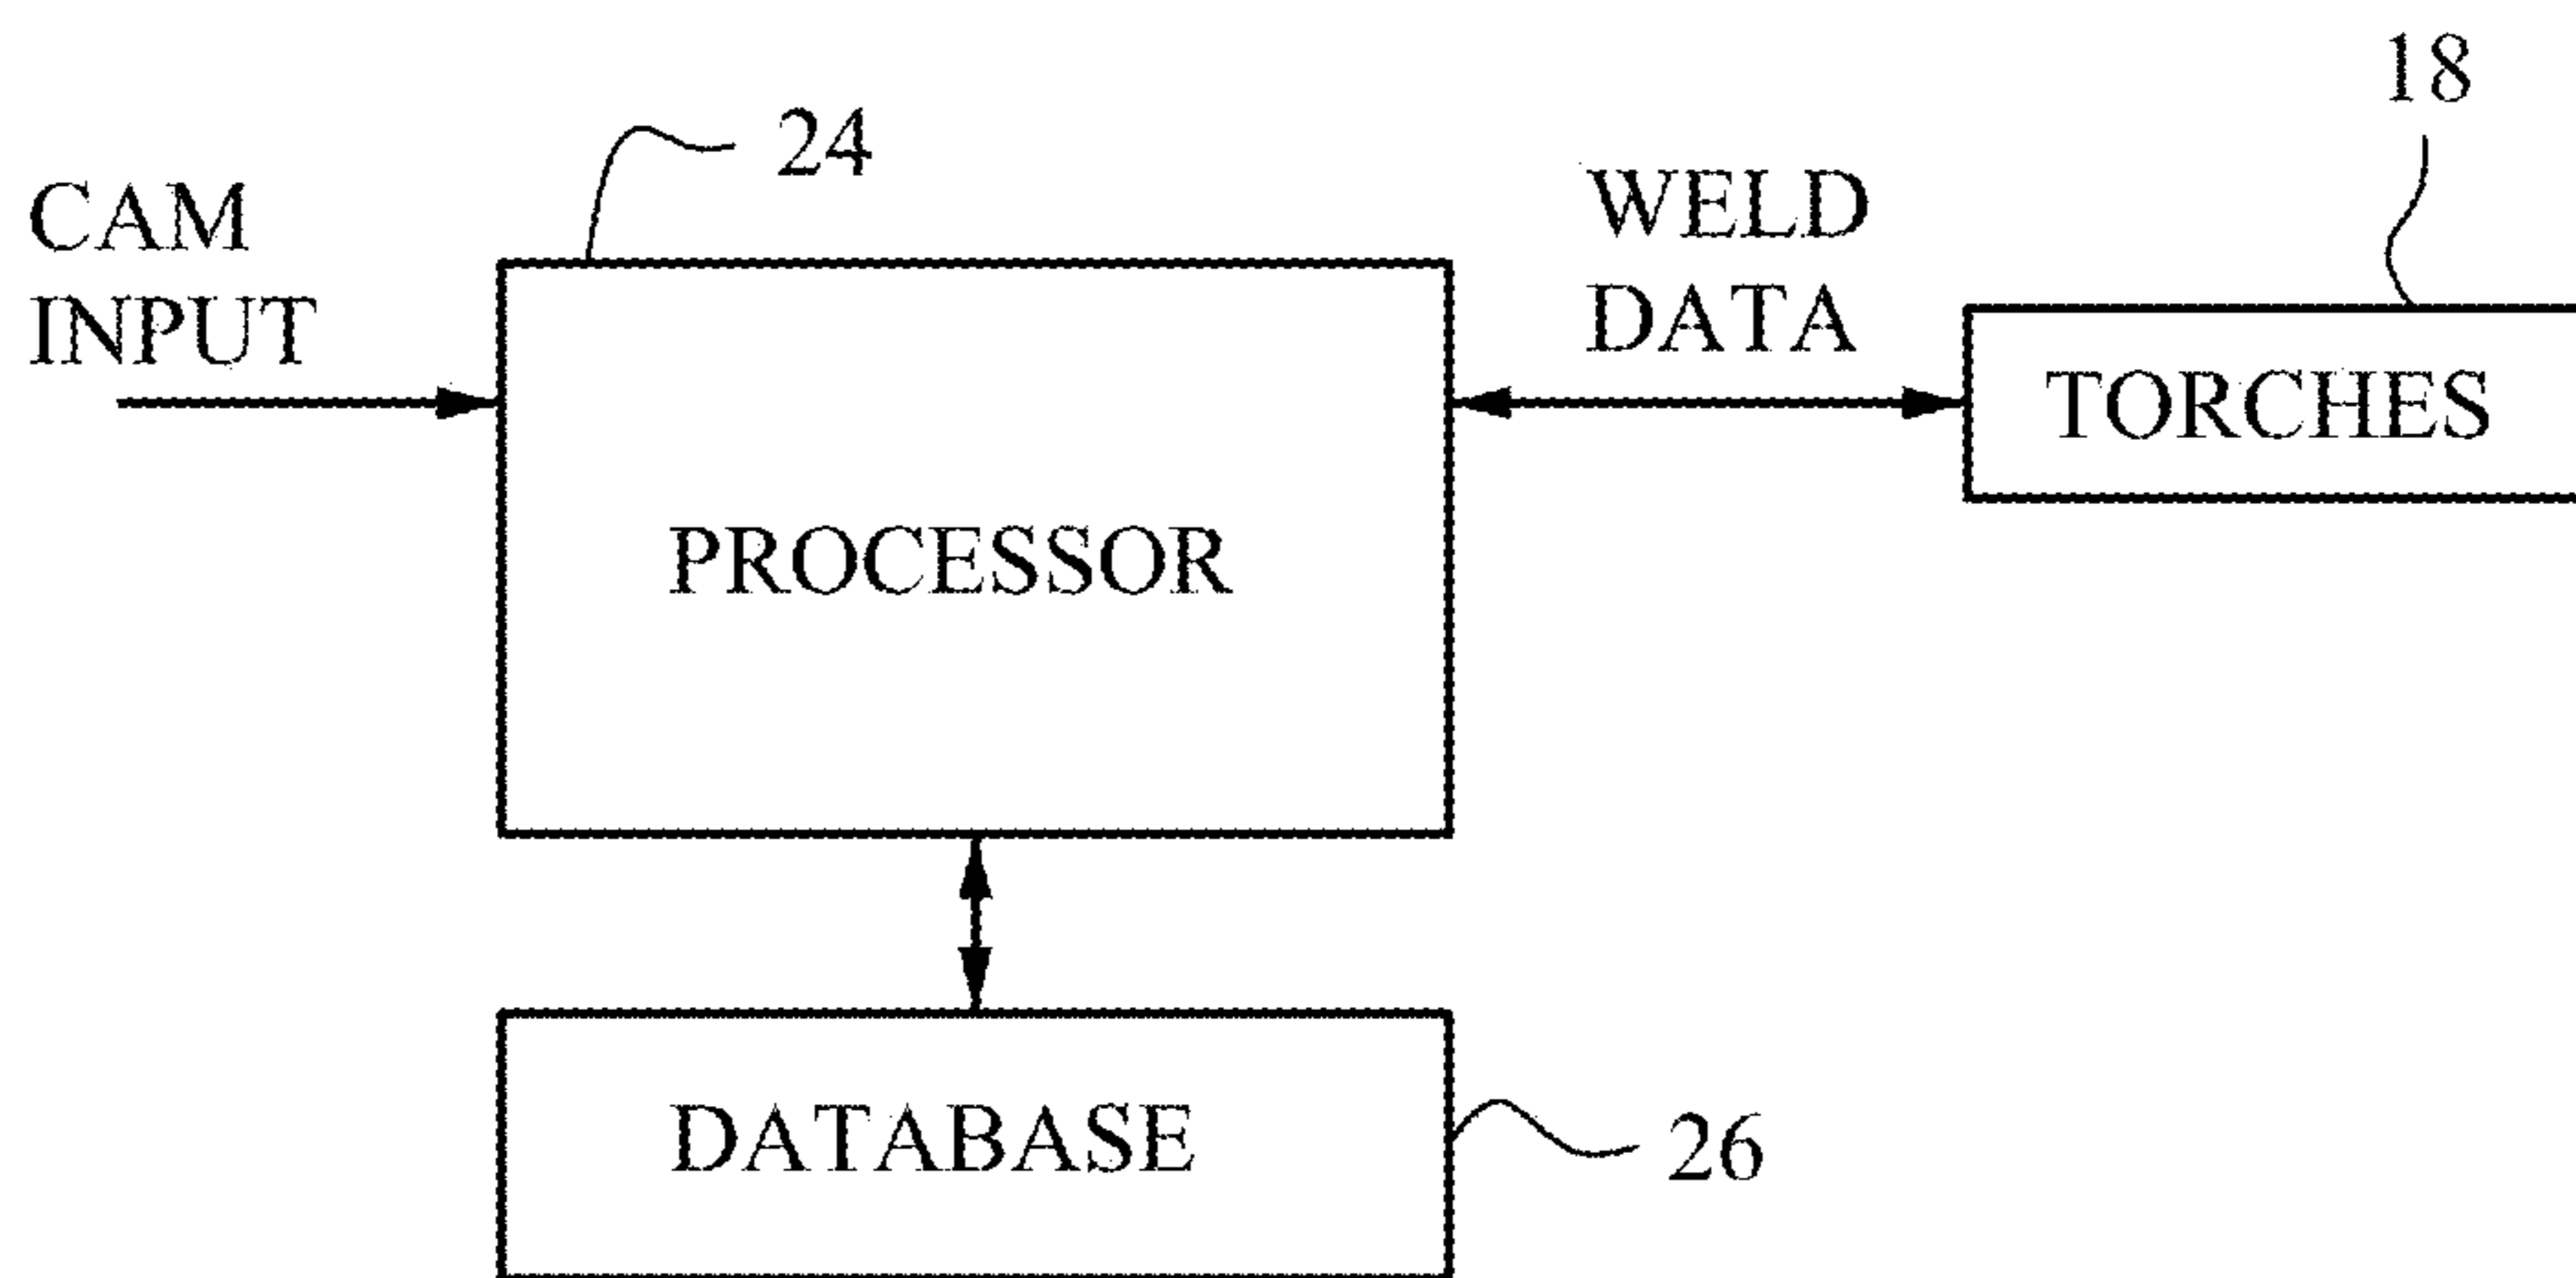 18
24
CAM
INPUT
WELD
DATA
TORCHES
PROCESSOR
DATABASE
26